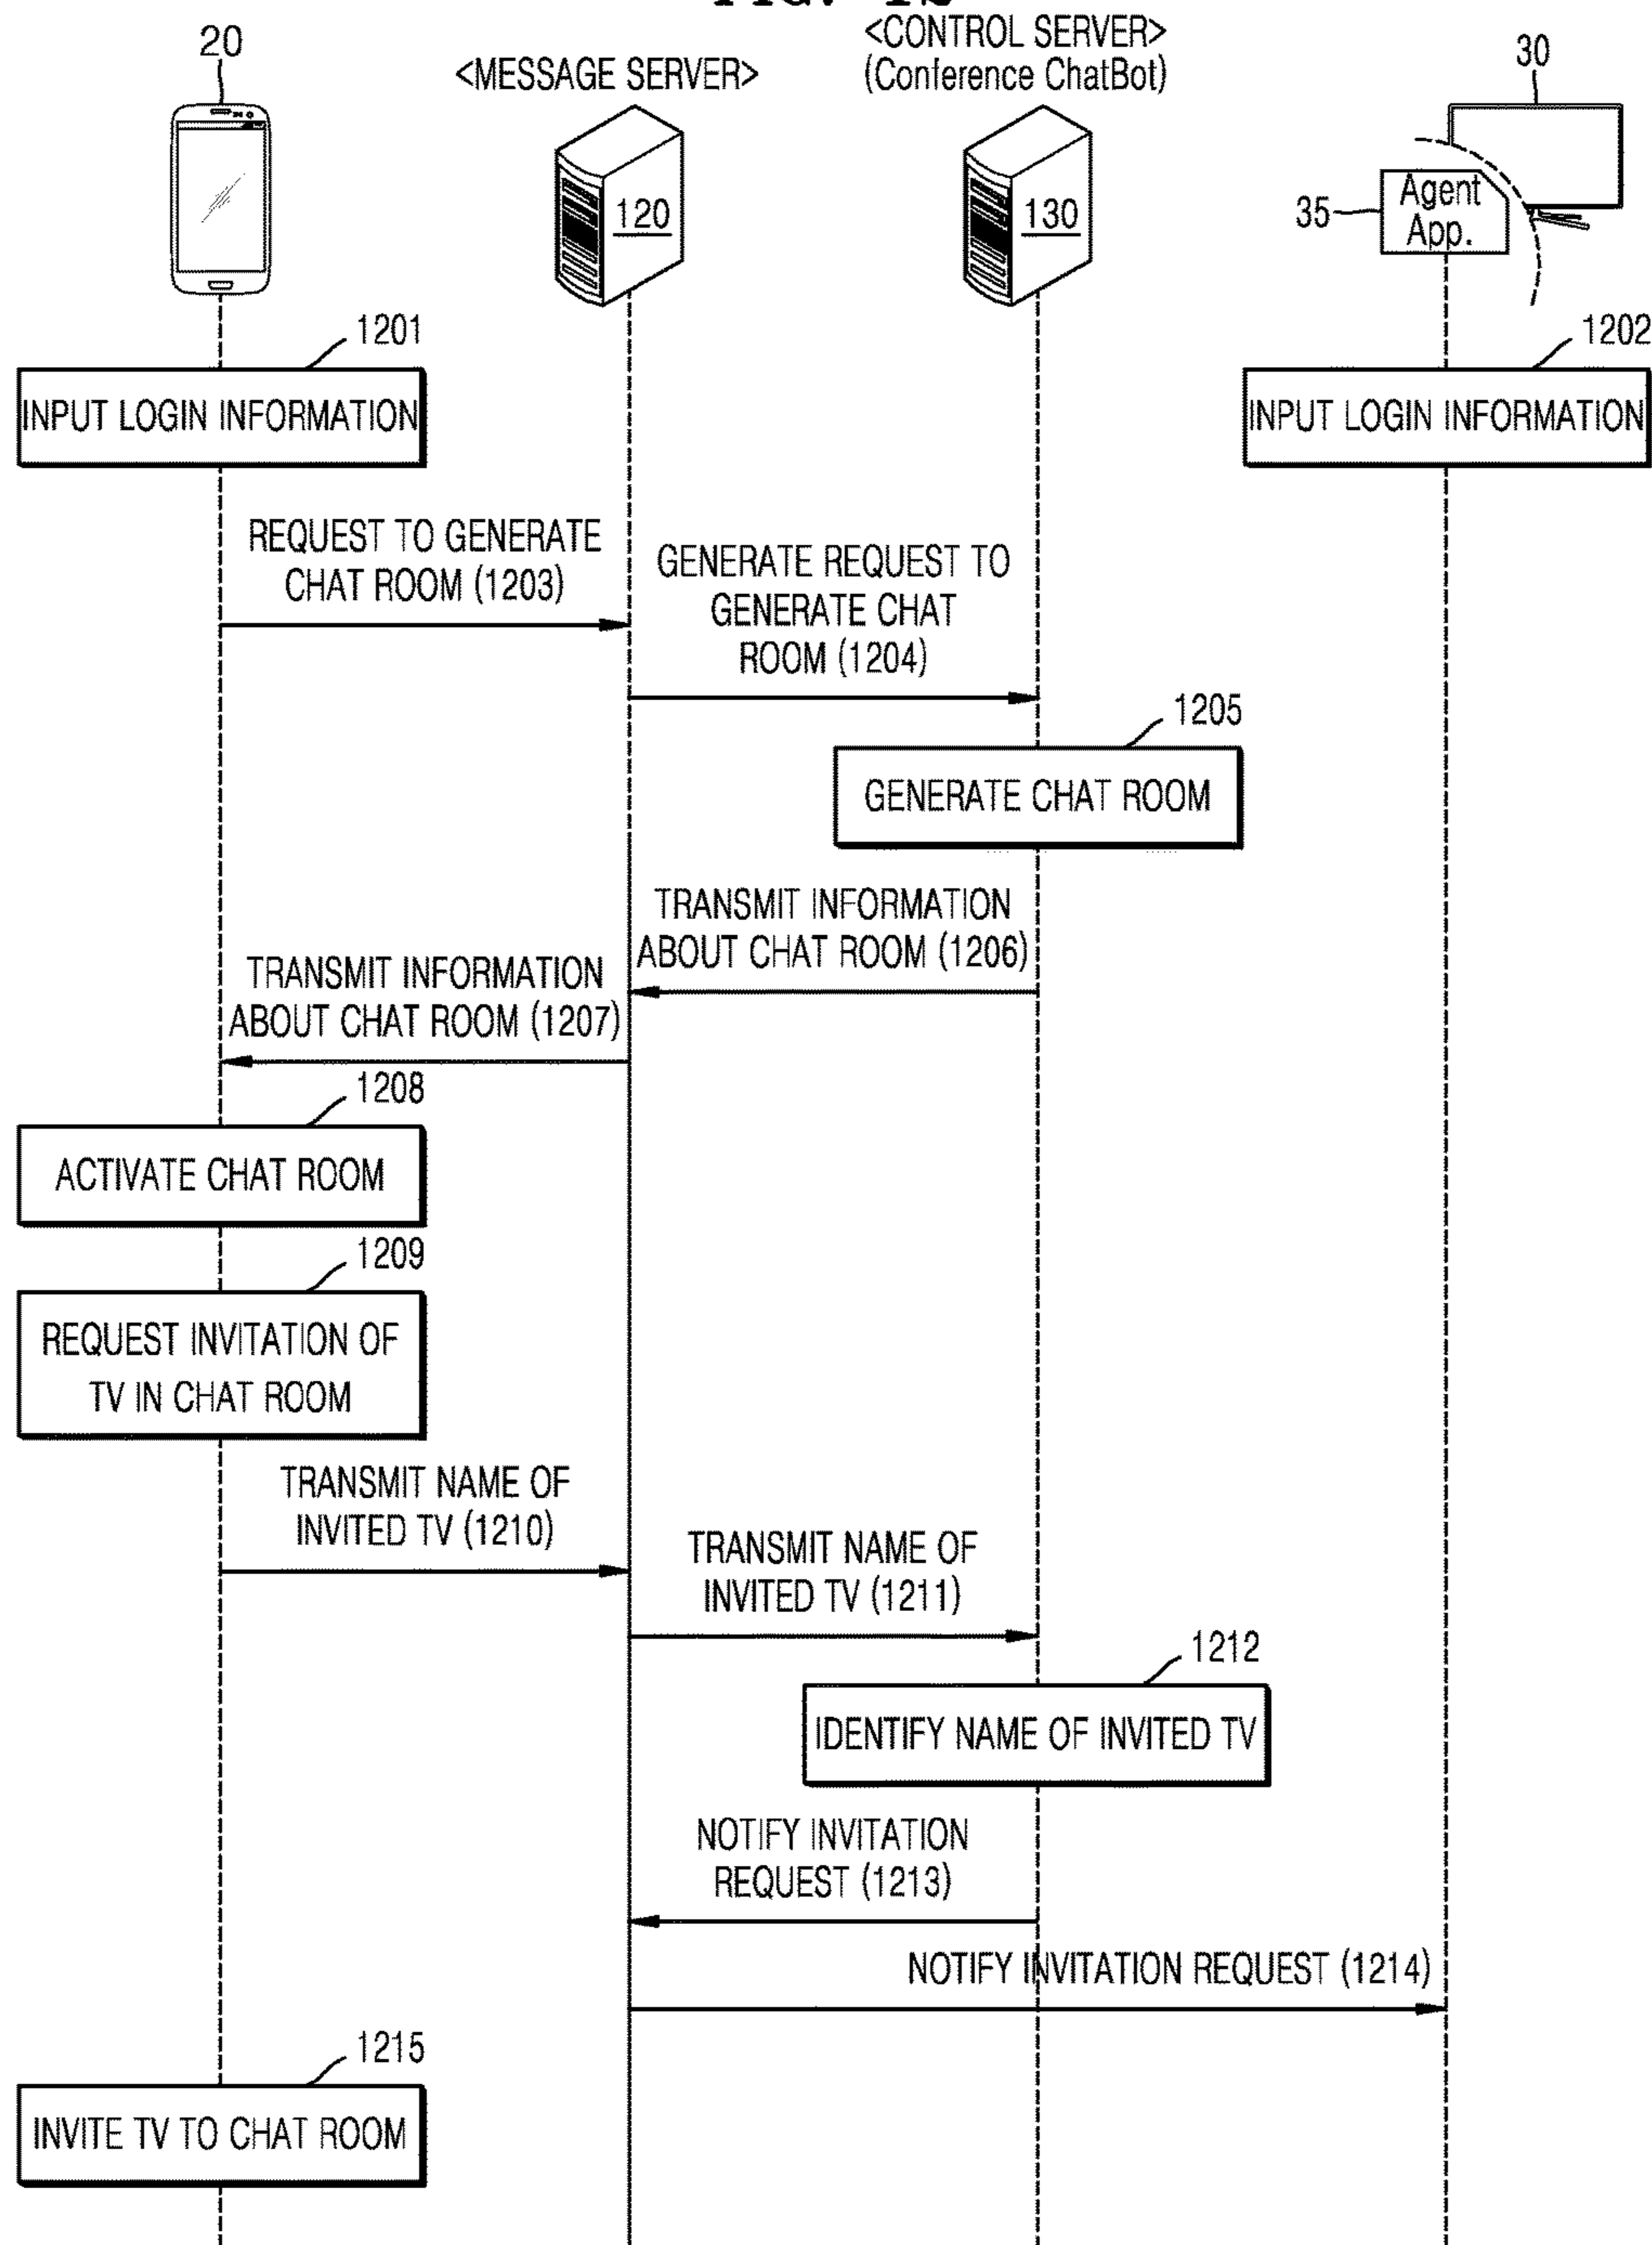 FIG. 12
20
<MESSAGE SERVER>
<CONTROL SERVER>
(Conference ChatBot)
30
120
130
35
Agent
App.
1201
INPUT LOGIN INFORMATION
1202
INPUT LOGIN INFORMATION
REQUEST TO GENERATE
CHAT ROOM (1203)
GENERATE REQUEST TO
GENERATE CHAT
ROOM (1204)
1205
GENERATE CHAT ROOM
TRANSMIT INFORMATION
ABOUT CHAT ROOM (1206)
TRANSMIT INFORMATION
ABOUT CHAT ROOM (1207)
1208
ACTIVATE CHAT ROOM
1209
REQUEST INVITATION OF
TV IN CHAT ROOM
TRANSMIT NAME OF
INVITED TV (1210)
TRANSMIT NAME OF
INVITED TV (1211)
1212
IDENTIFY NAME OF INVITED TV
NOTIFY INVITATION
REQUEST (1213)
NOTIFY INVITATION REQUEST (1214)
1215
INVITE TV TO CHAT ROOM